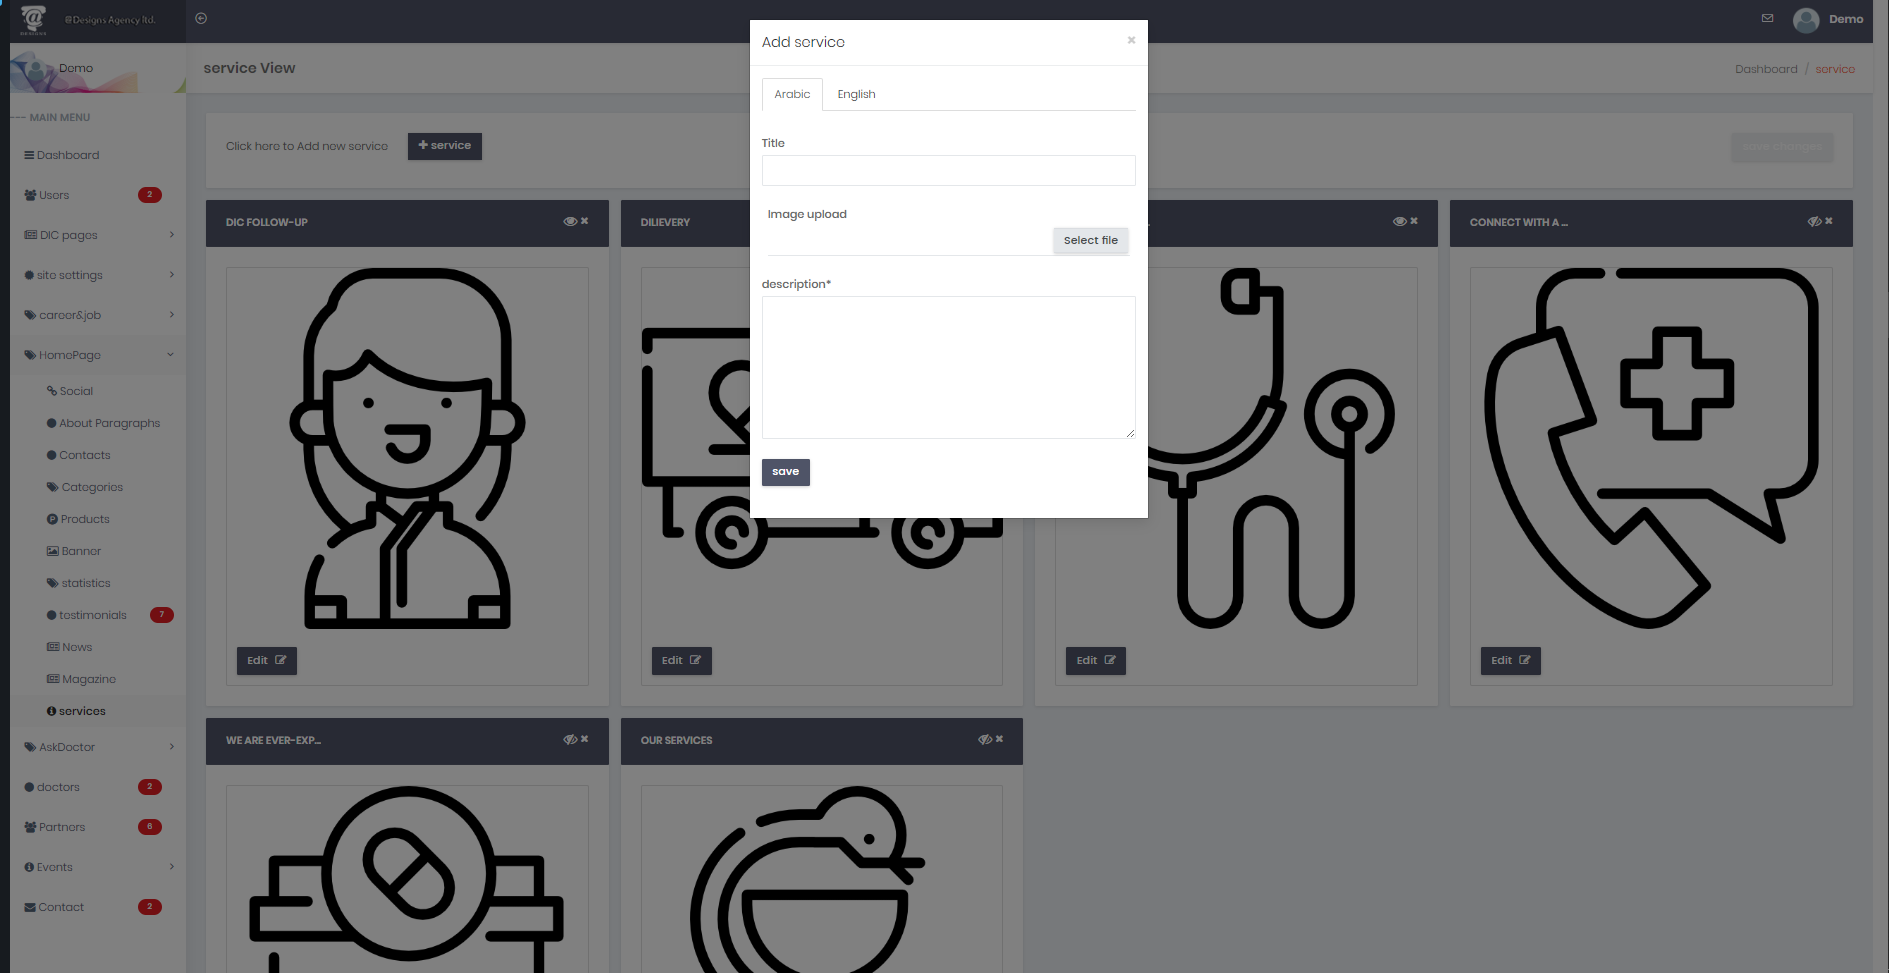 @Designs Agency ltd.
Demo
Demo
service View
Dashboard / service
--- MAIN MENU
Dashboard
Users 2
DIC pages
site settings
career&job
HomePage
Social
About Paragraphs
Contacts
Categories
Products
Banner
statistics
testimonials 7
News
Magazine
services
AskDoctor
doctors 2
Partners 6
Events
Contact 2
Click here to Add new service
+ service
save changes
DIC FOLLOW-UP
Edit
DILIEVERY
Edit
Edit
CONNECT WITH A ...
Edit
WE ARE EVER-EXP...
OUR SERVICES
Add service
Arabic
English
Title
Image upload
Select file
description*
save